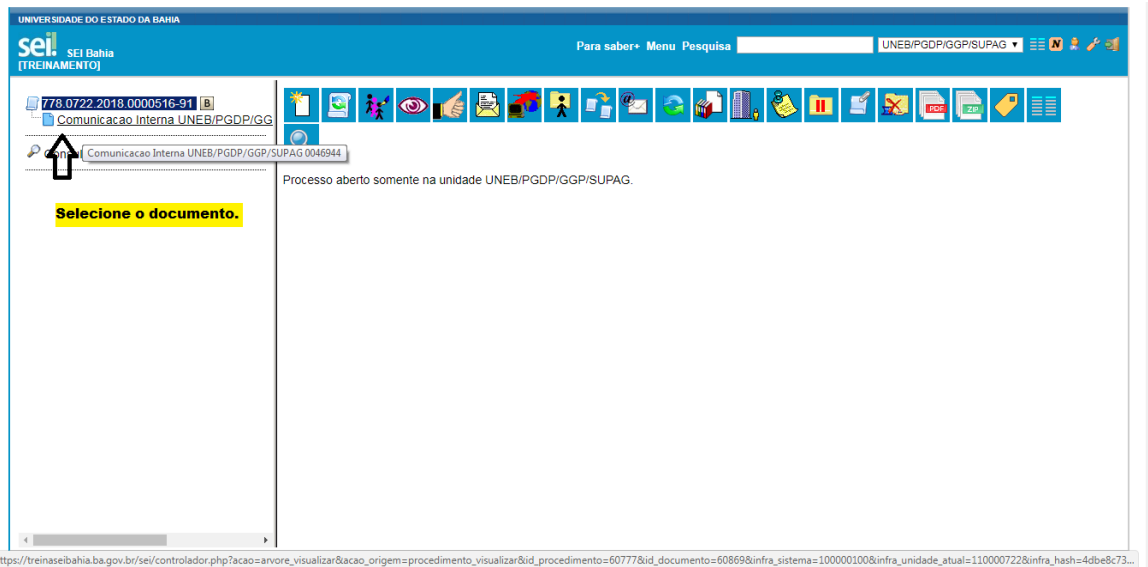 UNIVERSIDADE DO ESTADO DA BAHIA
sei! SEI Bahia
[TREINAMENTO]
Para saber+ Menu Pesquisa
UNEB/PGDP/GGP/SUPAG
N
778.0722.2018.0000516-91 B
Comunicacao Interna UNEB/PGDP/GG
Comunicacao Interna UNEB/PGDP/GGP/SUPAG 0046944
Processo aberto somente na unidade UNEB/PGDP/GGP/SUPAG.
PDF
ZIP
Selecione o documento.
ttps://treinaseibahia.ba.gov.br/sei/controlador.php?acao=arvore_visualizar&acao_origem=procedimento_visualizar&id_procedimento=60777&id_documento=60869&infra_sistema=100000100&infra_unidade_atual=110000722&infra_hash=4dbe8c73...